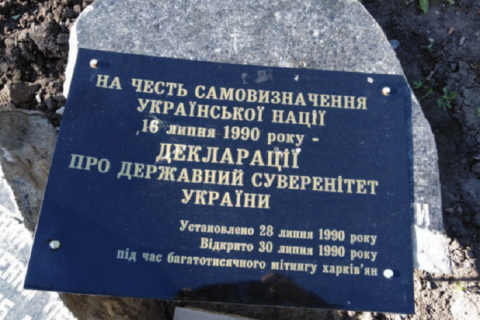 НА ЧЕСТЬ САМОВИЗНАЧЕННЯ
УКРАЇНСЬКОЇ НАЦІЇ
16 липня 1990 року -
ДЕКЛАРАЦІЇ
ПРО ДЕРЖАВНИЙ СУВЕРЕНІТЕТ
УКРАЇНИ
Установлено 28 липня 1990 року
Відкрито 30 липня 1990 року
під час багатотисячного мітингу харків'ян